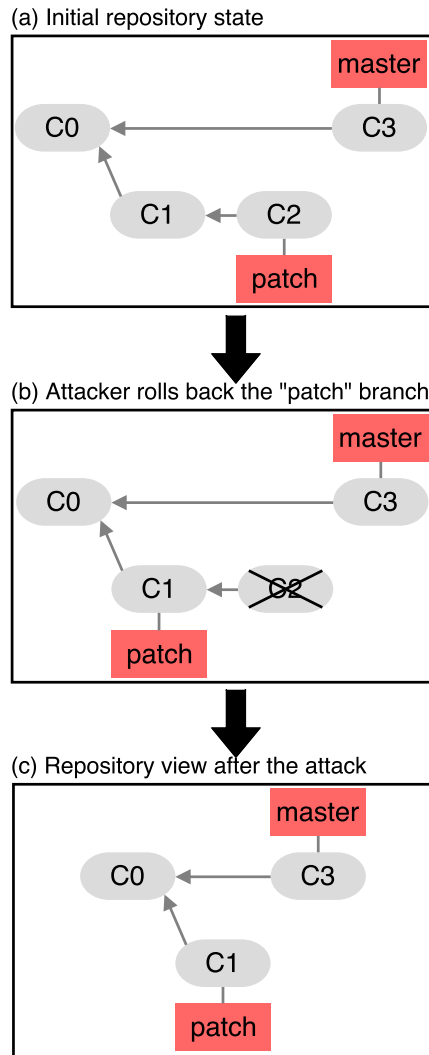 (a) Initial repository state
master
C0
C3
C1
C2
patch
(b) Attacker rolls back the "patch" branch
master
C0
C3
C1
C2
patch
(c) Repository view after the attack
master
C0
C3
C1
patch